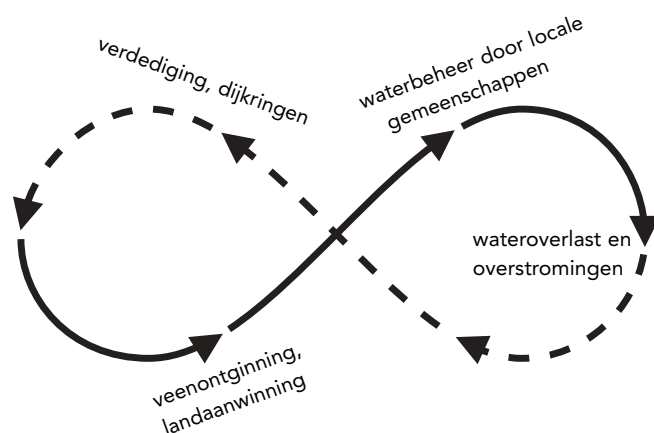 verdediging, dijkringen
waterbeheer door locale
gemeenschappen
wateroverlast en
overstromingen
veenontginning,
landaanwinning